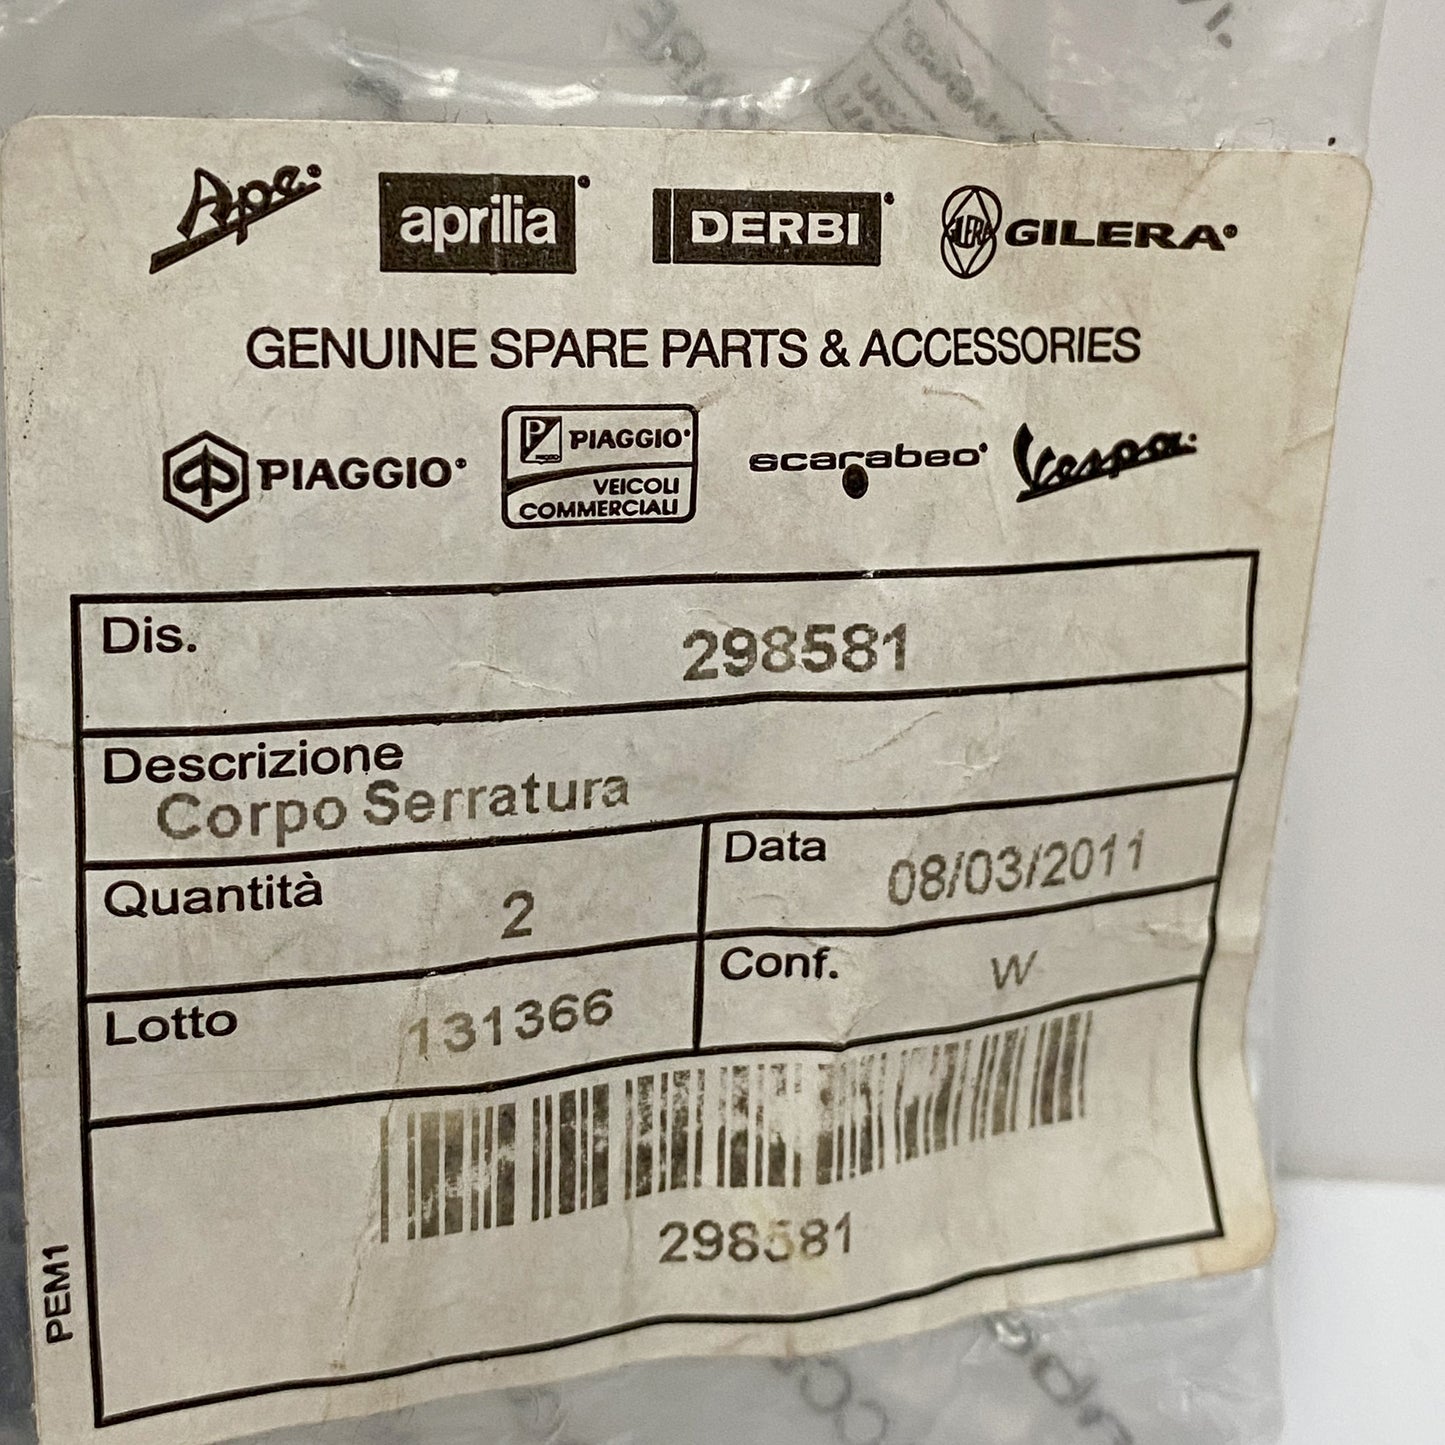 Ape
aprilia DERBI GILERA GILERA
GENUINE SPARE PARTS & ACCESSORIES
PIAGGIO P PIAGGIO scarabeo Vespa
VEICOLI
COMMERCIALI
Dis. 298581
Descrizione
Corpo Serratura
Quantità 2 Data 08/03/2011
Lotto 131366 Conf. W
298581
PEM1